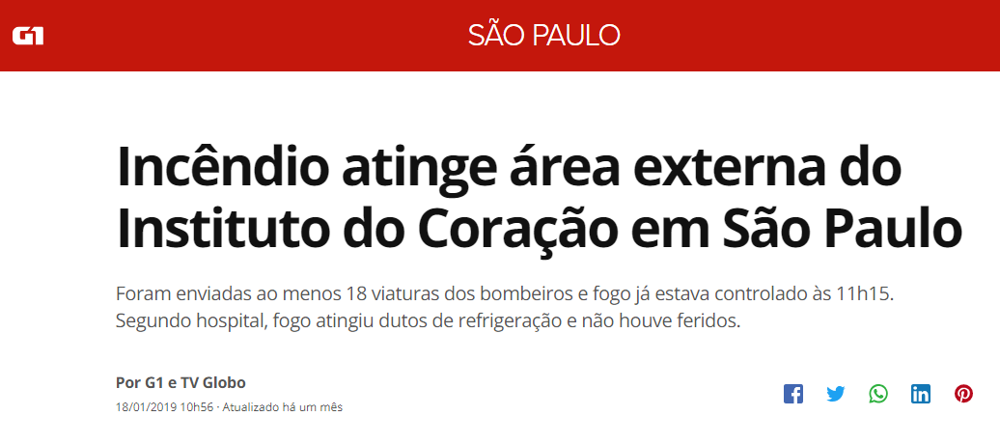 G1
SÃO PAULO
Incêndio atinge área externa do
Instituto do Coração em São Paulo
Foram enviadas ao menos 18 viaturas dos bombeiros e fogo já estava controlado às 11h15.
Segundo hospital, fogo atingiu dutos de refrigeração e não houve feridos.
Por G1 e TV Globo
18/01/2019 10h56 · Atualizado há um mês